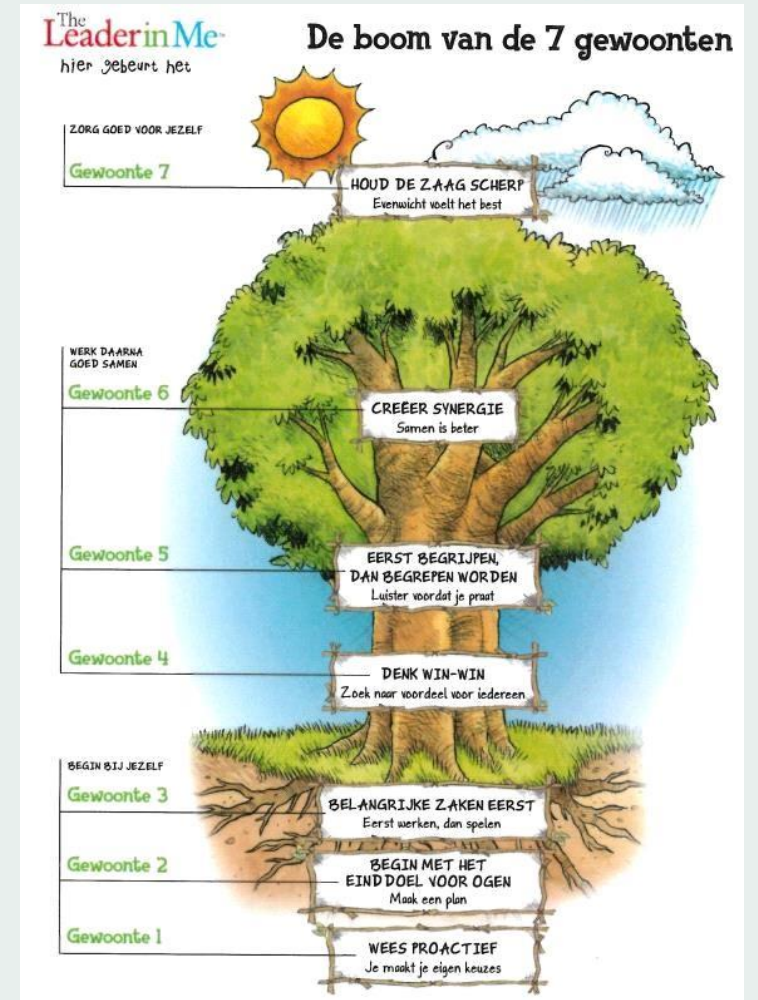 The
Leader in Me
hier gebeurt het
De boom van de 7 gewoonten
ZORG GOED VOOR JEZELF
Gewoonte 7
HOUD DE ZAAG SCHERP
Evenwicht voelt het best
WERK DAARNA
GOED SAMEN
Gewoonte 6
CREËER SYNERGIE
Samen is beter
Gewoonte 5
EERST BEGRIJPEN,
DAN BEGREPEN WORDEN
Luister voordat je praat
Gewoonte 4
DENK WIN-WIN
Zoek naar voordeel voor iedereen
BEGIN BIJ JEZELF
Gewoonte 3
BELANGRIJKE ZAKEN EERST
Eerst werken, dan spelen
Gewoonte 2
BEGIN MET HET
EINDDOEL VOOR OGEN
Maak een plan
Gewoonte 1
WEES PROACTIEF
Je maakt je eigen keuzes